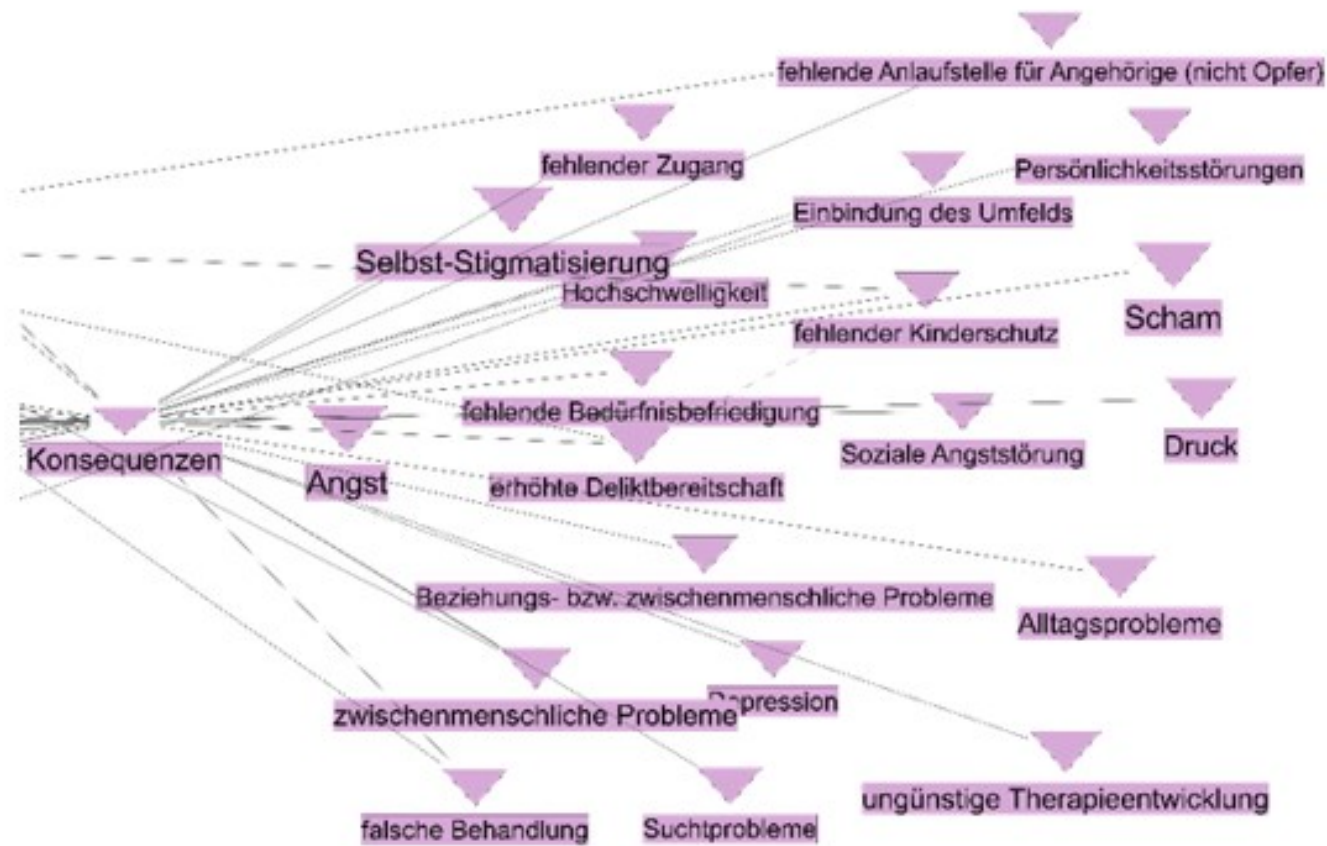 fehlende Anlaufstelle für Angehörige (nicht Opfer)
fehlender Zugang
Persönlichkeitsstörungen
Einbindung des Umfelds
Selbst-Stigmatisierung
Hochschwelligkeit
Scham
fehlender Kinderschutz
fehlende Bedürfnisbefriedigung
Soziale Angststörung
Druck
Konsequenzen
Angst
erhöhte Deliktbereitschaft
Beziehungs- bzw. zwischenmenschliche Probleme
Alltagsprobleme
Depression
zwischenmenschliche Probleme
ungünstige Therapieentwicklung
falsche Behandlung
Suchtprobleme